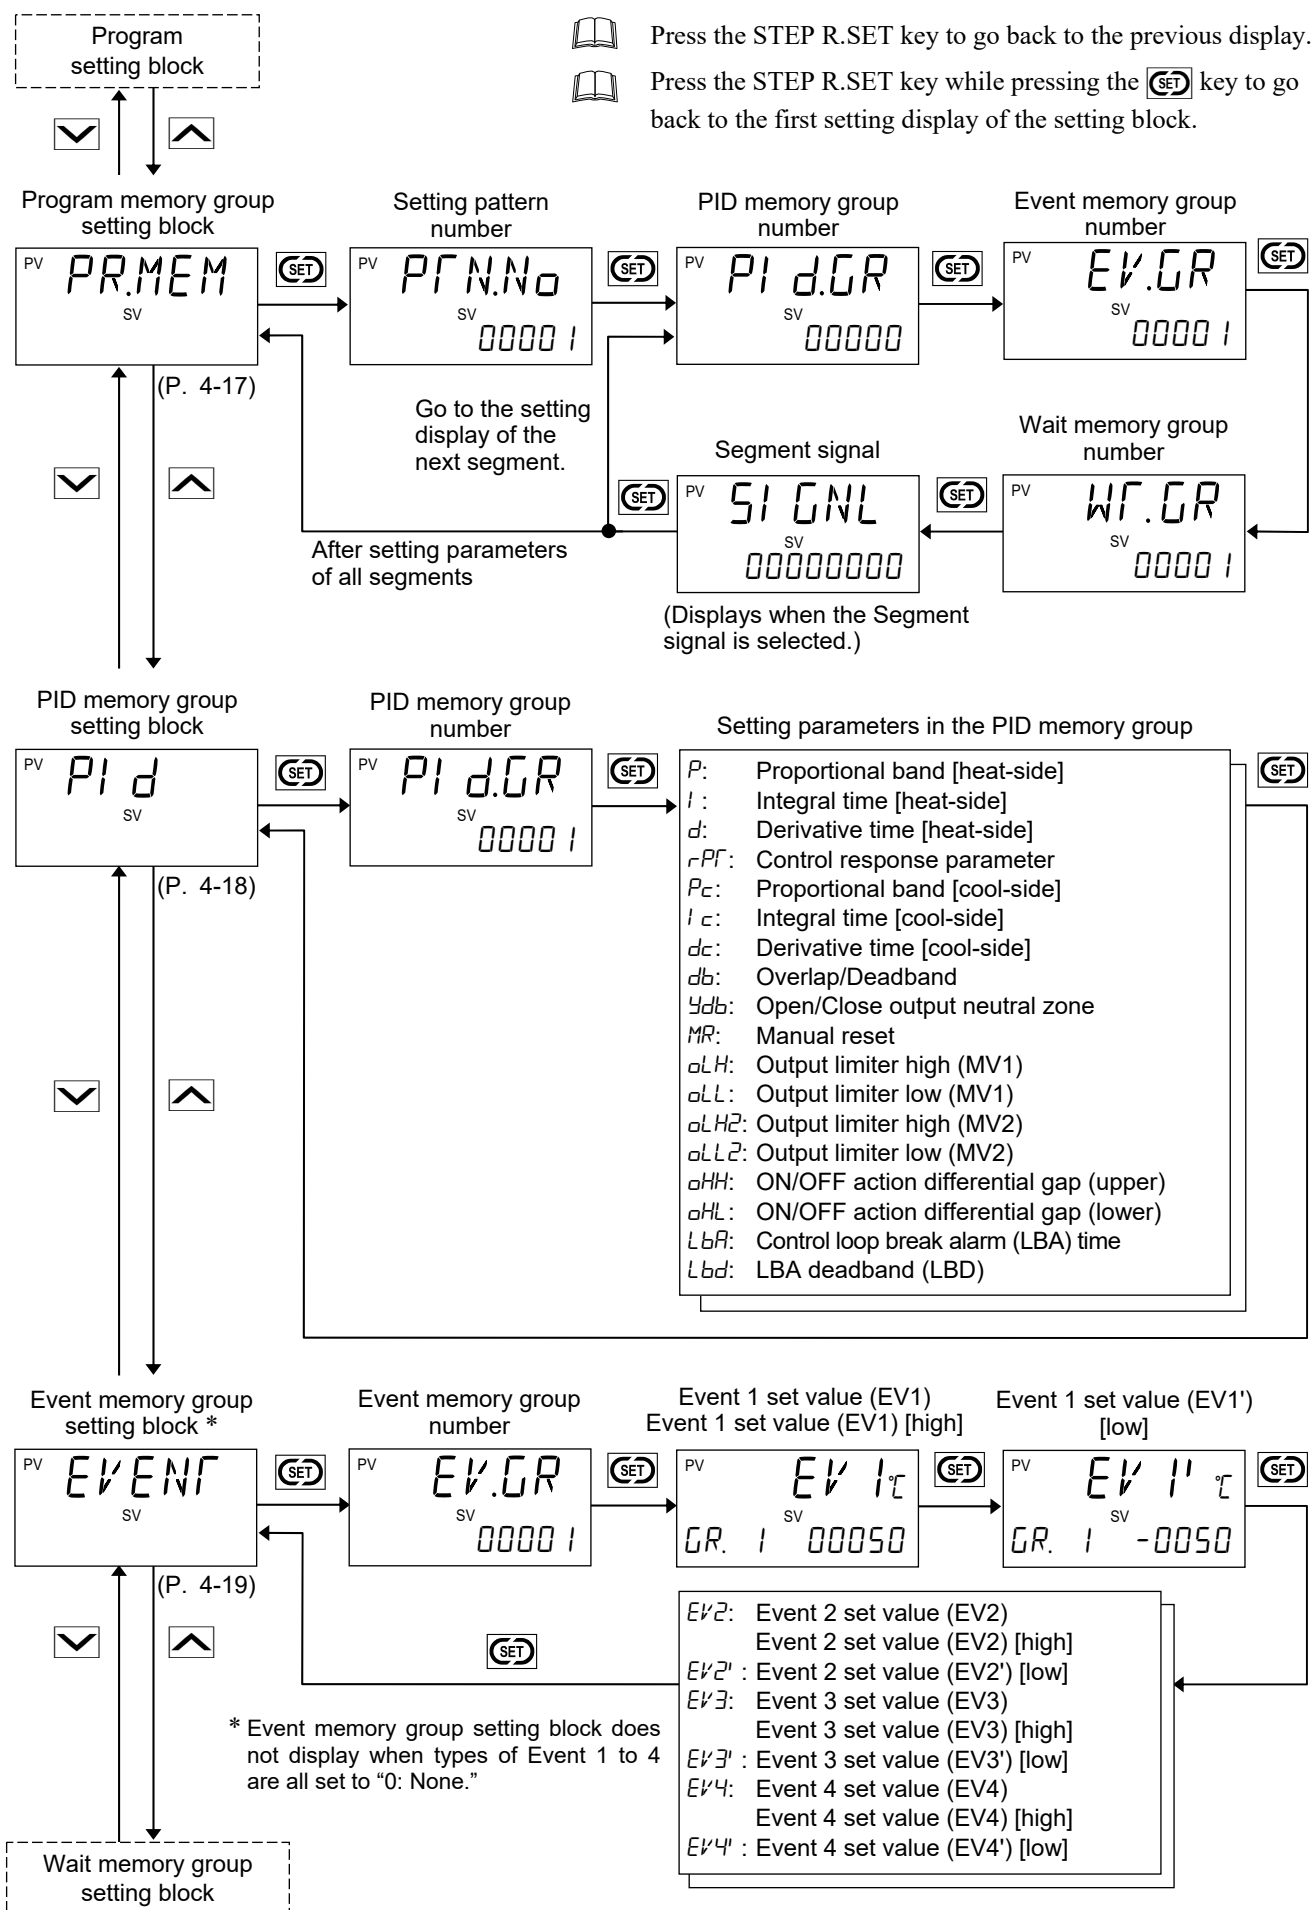 Program
setting block
Press the STEP R.SET key to go back to the previous display.
Press the STEP R.SET key while pressing the SET key to go
back to the first setting display of the setting block.
Program memory group
setting block
PV PR.MEM
SV
SET
Setting pattern
number
PV PTN.No
SV
00001
SET
PID memory group
number
PV PId.GR
SV
00000
SET
Event memory group
number
PV EV.GR
SV
00001
SET
(P. 4-17)
Go to the setting
display of the
next segment.
Wait memory group
number
PV WT.GR
SV
00001
SET
Segment signal
PV SIGNL
SV
00000000
SET
(Displays when the Segment
signal is selected.)
After setting parameters
of all segments
PID memory group
setting block
PV PId
SV
SET
PID memory group
number
PV PId.GR
SV
00001
SET
Setting parameters in the PID memory group
SET
P: Proportional band [heat-side]
I: Integral time [heat-side]
d: Derivative time [heat-side]
rPT: Control response parameter
Pc: Proportional band [cool-side]
Ic: Integral time [cool-side]
dc: Derivative time [cool-side]
db: Overlap/Deadband
Ydb: Open/Close output neutral zone
MR: Manual reset
oLH: Output limiter high (MV1)
oLL: Output limiter low (MV1)
oLH2: Output limiter high (MV2)
oLL2: Output limiter low (MV2)
oHH: ON/OFF action differential gap (upper)
oHL: ON/OFF action differential gap (lower)
LbA: Control loop break alarm (LBA) time
Lbd: LBA deadband (LBD)
(P. 4-18)
Event memory group
setting block *
PV EVENT
SV
SET
Event memory group
number
PV EV.GR
SV
00001
SET
Event 1 set value (EV1)
Event 1 set value (EV1) [high]
PV EV1 °C
SV
GR. 1 00050
SET
Event 1 set value (EV1')
[low]
PV EV1' °C
SV
GR. 1 -0050
SET
(P. 4-19)
EV2: Event 2 set value (EV2)
Event 2 set value (EV2) [high]
EV2' : Event 2 set value (EV2') [low]
EV3: Event 3 set value (EV3)
Event 3 set value (EV3) [high]
EV3' : Event 3 set value (EV3') [low]
EV4: Event 4 set value (EV4)
Event 4 set value (EV4) [high]
EV4' : Event 4 set value (EV4') [low]
SET
* Event memory group setting block does
not display when types of Event 1 to 4
are all set to “0: None.”
Wait memory group
setting block